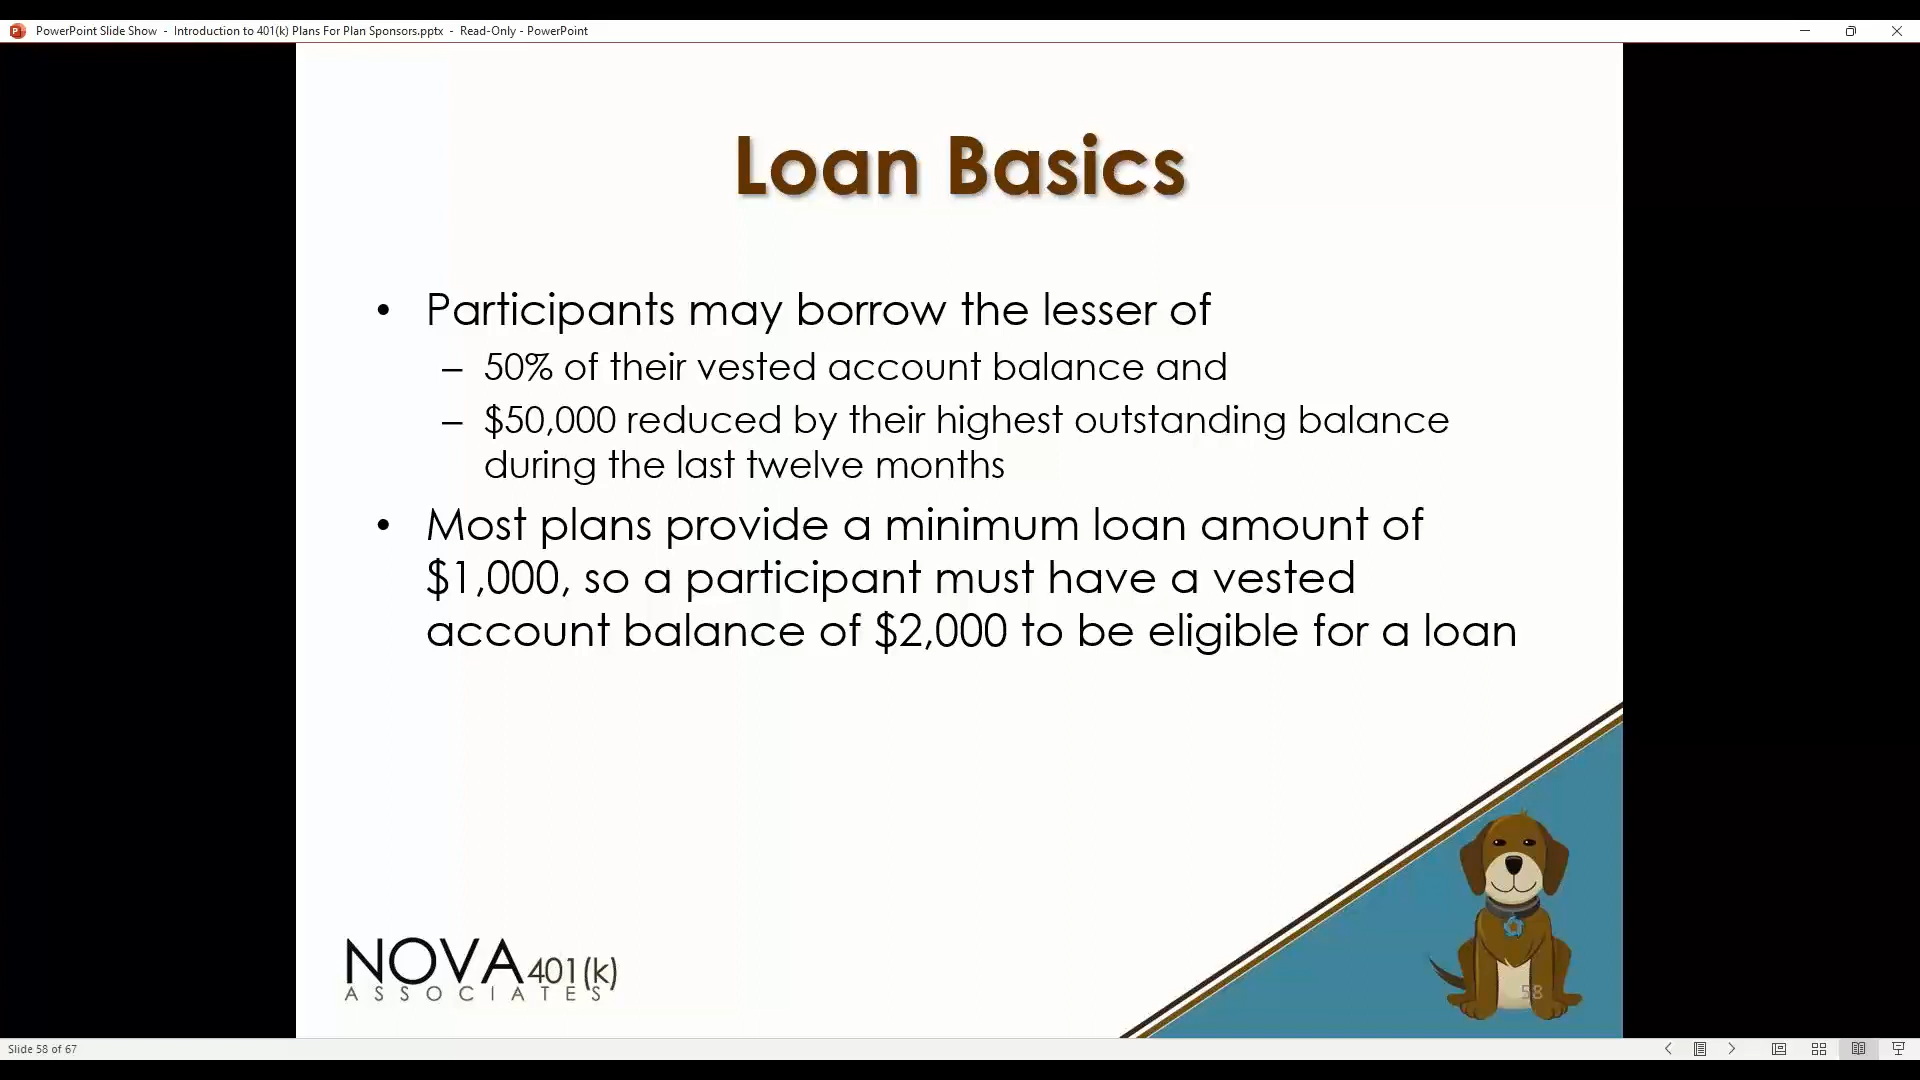 PowerPoint Slide Show - Introduction to 401(k) Plans For Plan Sponsors.pptx - Read-Only - PowerPoint
Loan Basics
• Participants may borrow the lesser of
– 50% of their vested account balance and
– $50,000 reduced by their highest outstanding balance
during the last twelve months
• Most plans provide a minimum loan amount of
$1,000, so a participant must have a vested
account balance of $2,000 to be eligible for a loan
NOVA 401(k)
ASSOCIATES
58
Slide 58 of 67